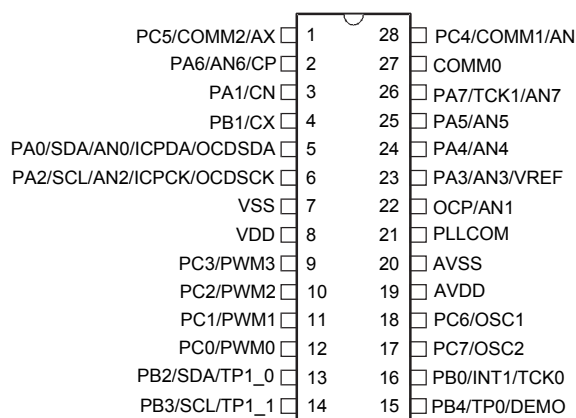 PC5/COMM2/AX 1 28 PC4/COMM1/AN
PA6/AN6/CP 2 27 COMM0
PA1/CN 3 26 PA7/TCK1/AN7
PB1/CX 4 25 PA5/AN5
PA0/SDA/AN0/ICPDA/OCDSDA 5 24 PA4/AN4
PA2/SCL/AN2/ICPCK/OCDSCK 6 23 PA3/AN3/VREF
VSS 7 22 OCP/AN1
VDD 8 21 PLLCOM
PC3/PWM3 9 20 AVSS
PC2/PWM2 10 19 AVDD
PC1/PWM1 11 18 PC6/OSC1
PC0/PWM0 12 17 PC7/OSC2
PB2/SDA/TP1_0 13 16 PB0/INT1/TCK0
PB3/SCL/TP1_1 14 15 PB4/TP0/DEMO